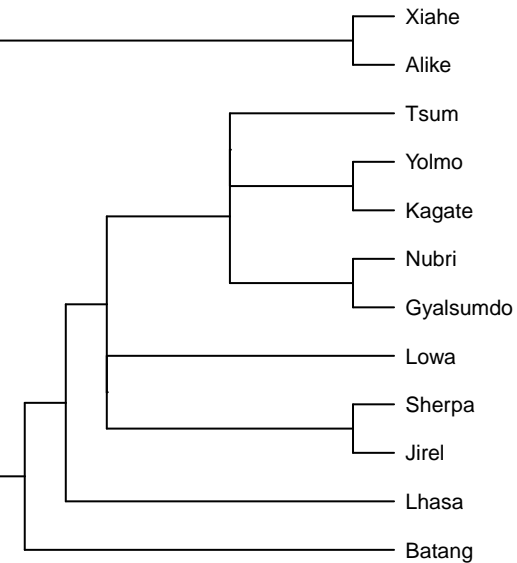 Xiahe
Alike
Tsum
Yolmo
Kagate
Nubri
Gyalsumdo
Lowa
Sherpa
Jirel
Lhasa
Batang